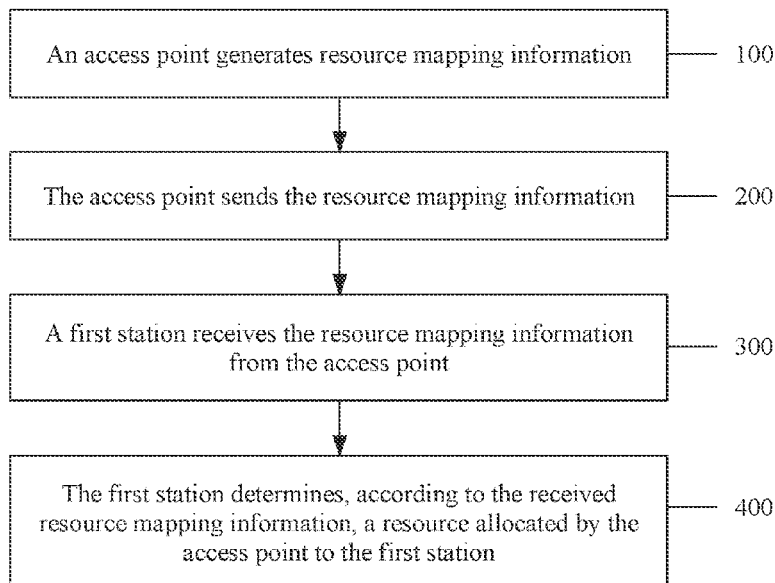 An access point generates resource mapping information
100
The access point sends the resource mapping information
200
A first station receives the resource mapping information
from the access point
300
The first station determines, according to the received
resource mapping information, a resource allocated by the
access point to the first station
400